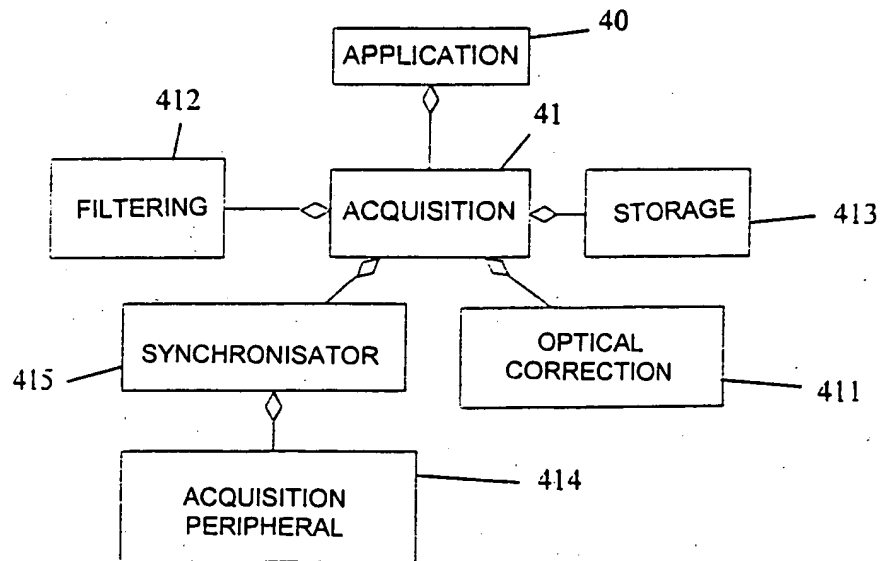 40
APPLICATION
412
41
FILTERING
ACQUISITION
STORAGE
413
SYNCHRONISATOR
OPTICAL
CORRECTION
415
411
ACQUISITION
PERIPHERAL
414